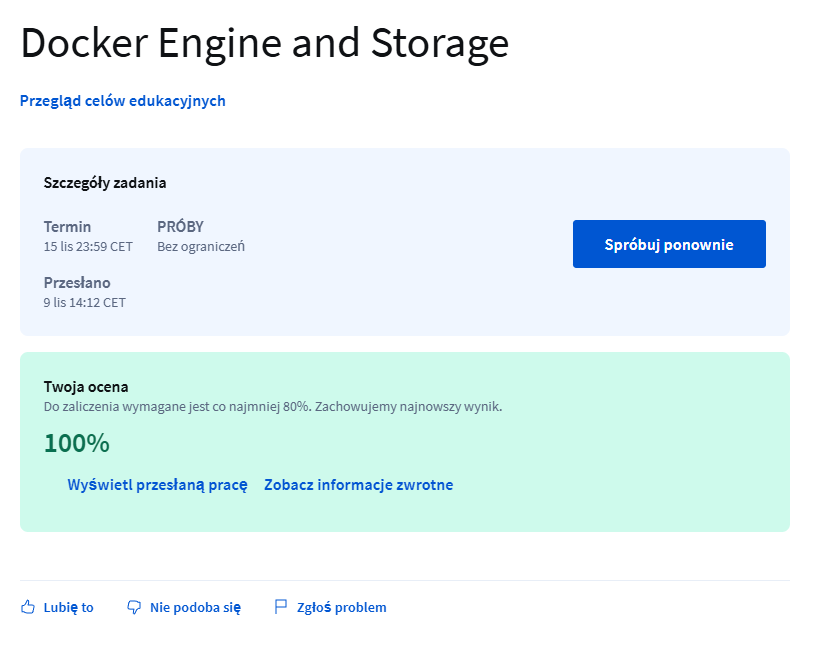 Docker Engine and Storage
Przegląd celów edukacyjnych
Szczegóły zadania
Termin PRÓBY
15 lis 23:59 CET Bez ograniczeń
Spróbuj ponownie
Przesłano
9 lis 14:12 CET
Twoja ocena
Do zaliczenia wymagane jest co najmniej 80%. Zachowujemy najnowszy wynik.
100%
Wyświetl przesłaną pracę Zobacz informacje zwrotne
Lubię to Nie podoba się Zgłoś problem